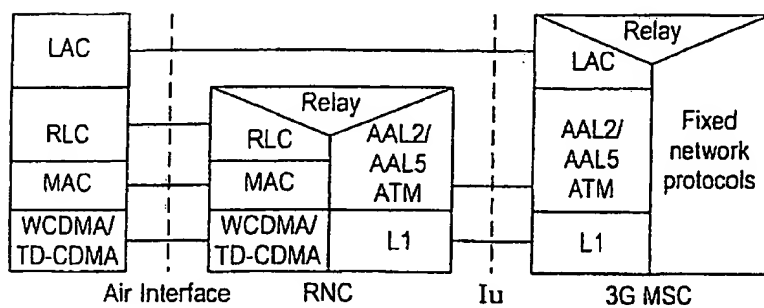 LAC
RLC
MAC
WCDMA/
TD-CDMA
Air Interface
Relay
RLC
MAC
WCDMA/
TD-CDMA
AAL2/
AAL5
ATM
L1
RNC
Iu
Relay
LAC
AAL2/
AAL5
ATM
L1
Fixed
network
protocols
3G MSC